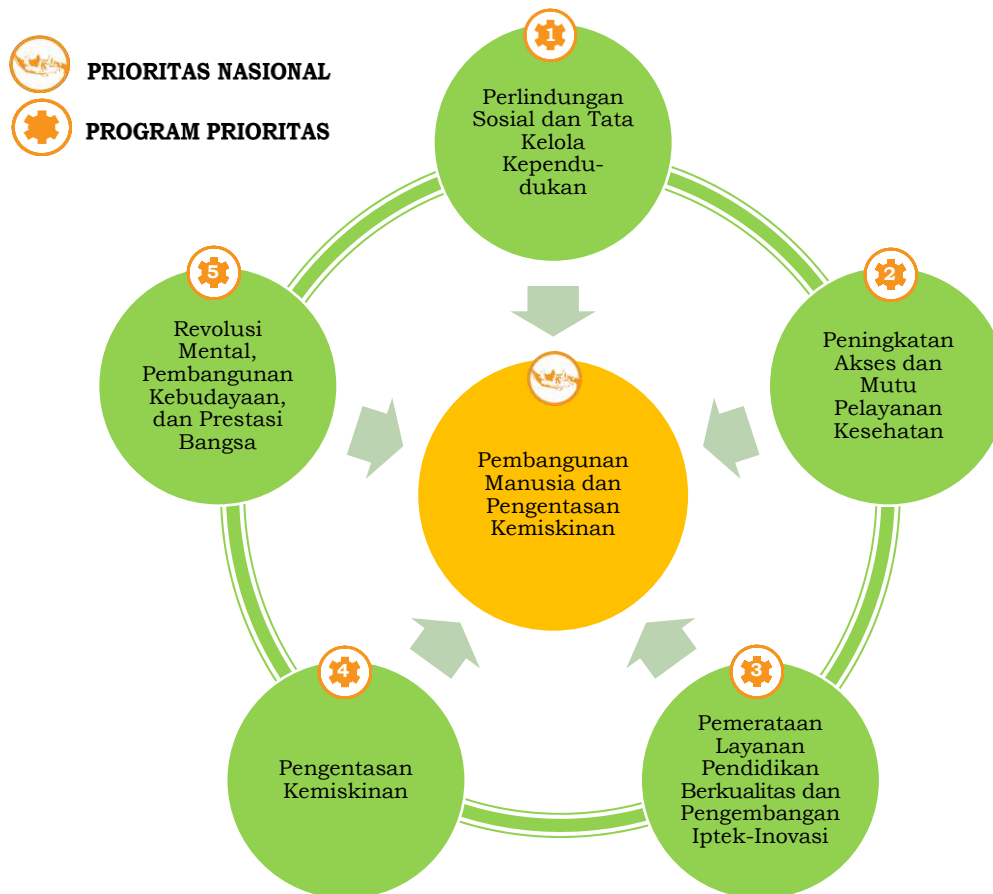 PRIORITAS NASIONAL
PROGRAM PRIORITAS
1
Perlindungan
Sosial dan Tata
Kelola
Kependu-
dukan
2
Peningkatan
Akses dan
Mutu
Pelayanan
Kesehatan
3
Pemerataan
Layanan
Pendidikan
Berkualitas dan
Pengembangan
Iptek-Inovasi
4
Pengentasan
Kemiskinan
5
Revolusi
Mental,
Pembangunan
Kebudayaan,
dan Prestasi
Bangsa
Pembangunan
Manusia dan
Pengentasan
Kemiskinan